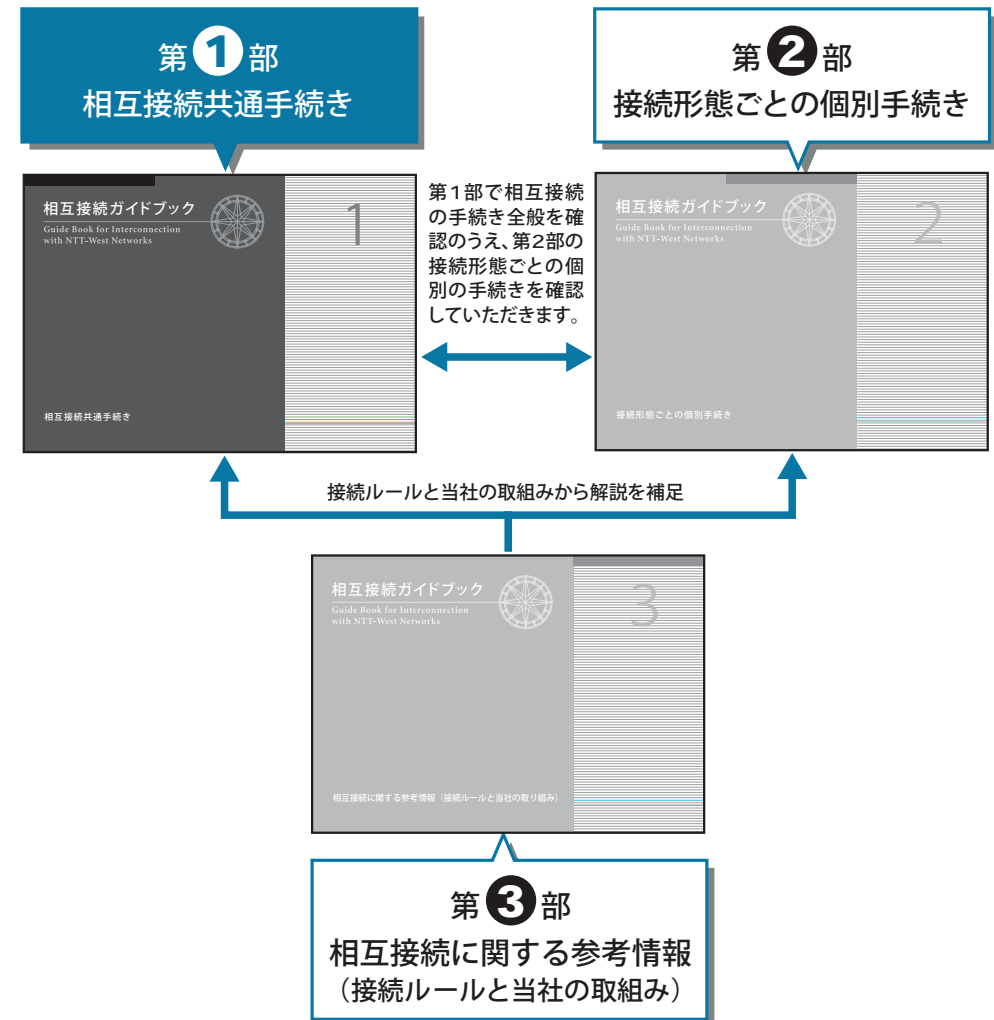 第1部
相互接続共通手続き
第2部
接続形態ごとの個別手続き
相互接続ガイドブック
Guide Book for Interconnection
with NTT-West Networks
1
相互接続共通手続き
第1部で相互接続
の手続き全般を確
認のうえ、第2部の
接続形態ごとの個
別の手続きを確認
していただきます。
相互接続ガイドブック
Guide Book for Interconnection
with NTT-West Networks
2
接続形態ごとの個別手続き
接続ルールと当社の取組みから解説を補足
相互接続ガイドブック
Guide Book for Interconnection
with NTT-West Networks
3
相互接続に関する参考情報（接続ルールと当社の取り組み）
第3部
相互接続に関する参考情報
（接続ルールと当社の取組み）